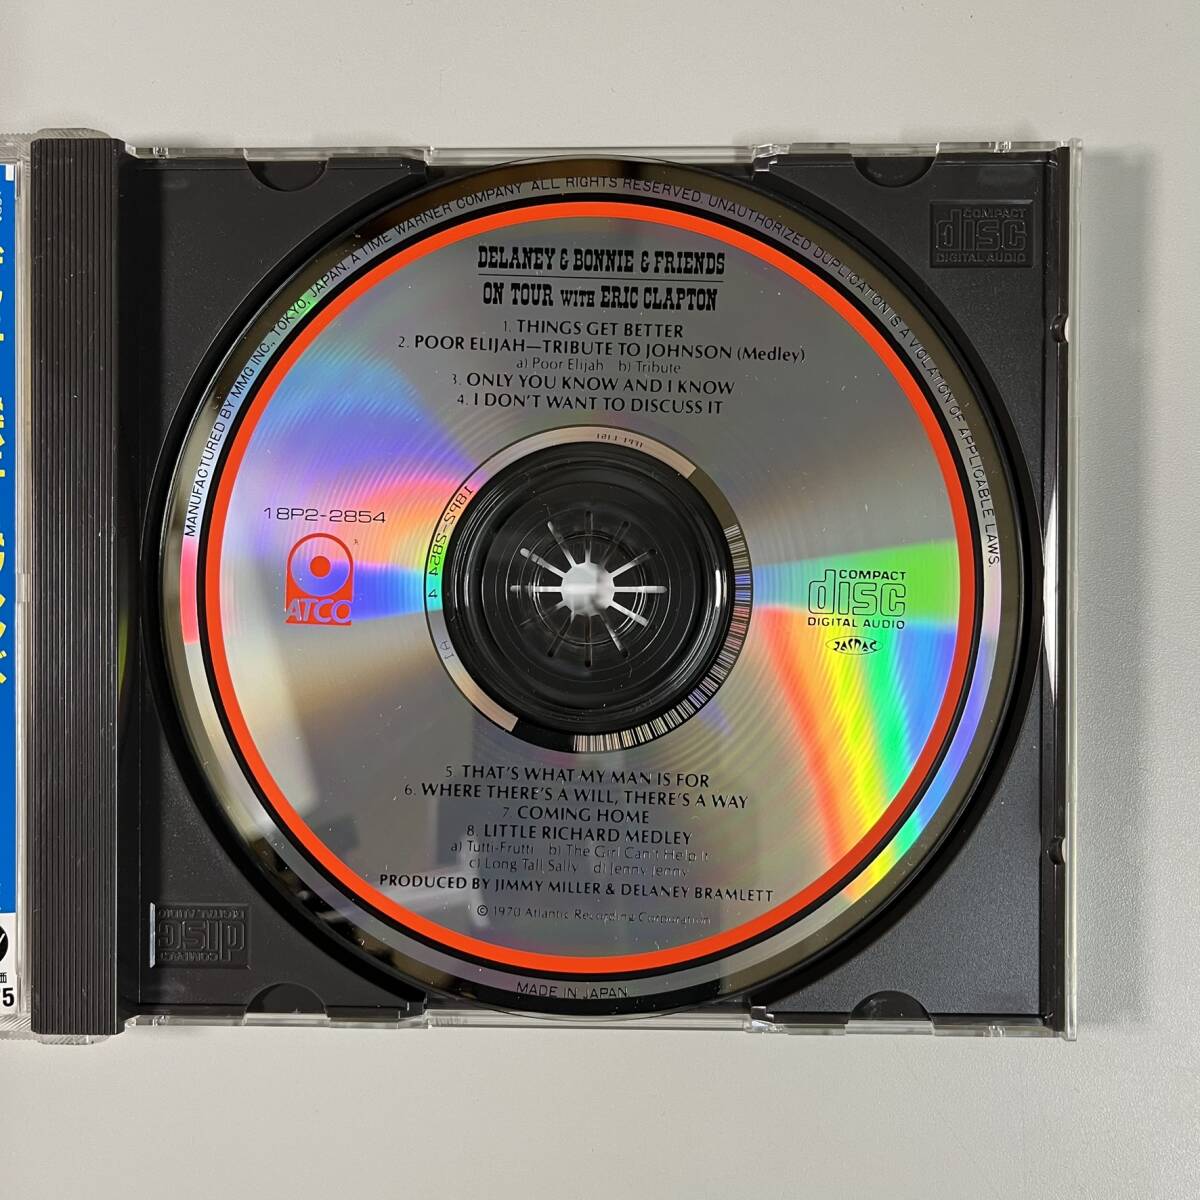 MANUFACTURED BY MMG INC., TOKYO, JAPAN. A TIME WARNER COMPANY ALL RIGHTS RESERVED. UNAUTHORIZED DUPLICATION IS A VIOLATION OF APPLICABLE LAWS.
DELANEY & BONNIE & FRIENDS
ON TOUR WITH ERIC CLAPTON
1. THINGS GET BETTER
2. POOR ELIJAH—TRIBUTE TO JOHNSON (Medley)
a) Poor Elijah b) Tribute
3. ONLY YOU KNOW AND I KNOW
4. I DON'T WANT TO DISCUSS IT
18P2-2854
ATCO
COMPACT
disc
DIGITAL AUDIO
JASRAC
5. THAT'S WHAT MY MAN IS FOR
6. WHERE THERE'S A WILL, THERE'S A WAY
7. COMING HOME
8. LITTLE RICHARD MEDLEY
a) Tutti-Frutti b) The Girl Can't Help It
c) Long Tall Sally d) Jenny Jenny
PRODUCED BY JIMMY MILLER & DELANEY BRAMLETT
© 1970 Atlantic Recording Corporation
MADE IN JAPAN
COMPACT
disc
DIGITAL AUDIO
COMPACT
disc
DIGITAL AUDIO